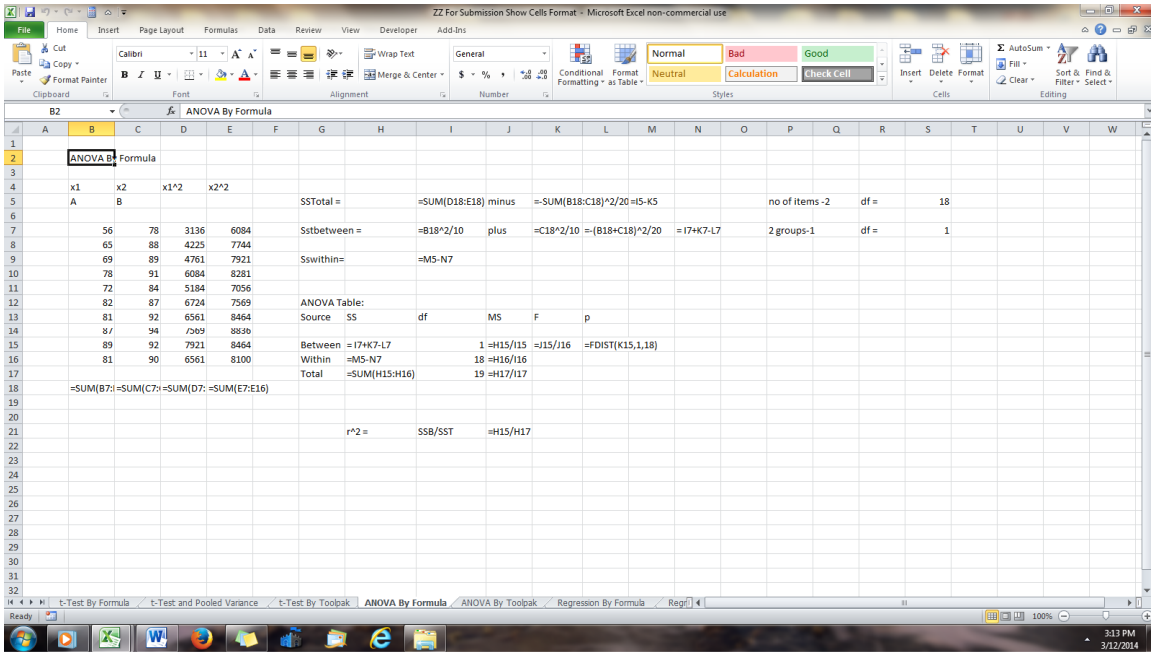 ZZ For Submission Show Cells Format - Microsoft Excel non-commercial use
File Home Insert Page Layout Formulas Data Review View Developer Add-Ins
Cut
Copy
Paste
Format Painter
Clipboard
Calibri 11 A A
B I U A
Font
Wrap Text
Merge & Center
Alignment
General
$ % , .0 .00 .00 .0
Number
Conditional Formatting
Format as Table
Normal Bad Good
Neutral Calculation Check Cell
Styles
Insert Delete Format
Cells
Σ AutoSum
Fill
Clear
Sort & Filter
Find & Select
Editing
B2 fx ANOVA By Formula
A B C D E F G H I J K L M N O P Q R S T U V W
1
2 ANOVA By Formula
3
4 x1 x2 x1^2 x2^2
5 A B SSTotal = =SUM(D18:E18) minus =-SUM(B18:C18)^2/20 =I5-K5 no of items -2 df = 18
6
7 56 78 3136 6084 Sstbetween = =B18^2/10 plus =C18^2/10 =-(B18+C18)^2/20 = I7+K7-L7 2 groups-1 df = 1
8 65 88 4225 7744
9 69 89 4761 7921 Sswithin= =M5-N7
10 78 91 6084 8281
11 72 84 5184 7056
12 82 87 6724 7569 ANOVA Table:
13 81 92 6561 8464 Source SS df MS F p
14 87 94 7569 8836
15 89 92 7921 8464 Between = I7+K7-L7 1 =H15/I15 =J15/J16 =FDIST(K15,1,18)
16 81 90 6561 8100 Within =M5-N7 18 =H16/I16
17 Total =SUM(H15:H16) 19 =H17/I17
18 =SUM(B7: =SUM(C7: =SUM(D7: =SUM(E7:E16)
19
20
21 r^2 = SSB/SST =H15/H17
22
23
24
25
26
27
28
29
30
31
32
t-Test By Formula t-Test and Pooled Variance t-Test By Toolpak ANOVA By Formula ANOVA By Toolpak Regression By Formula Regr
Ready 100%
3:13 PM
3/12/2014